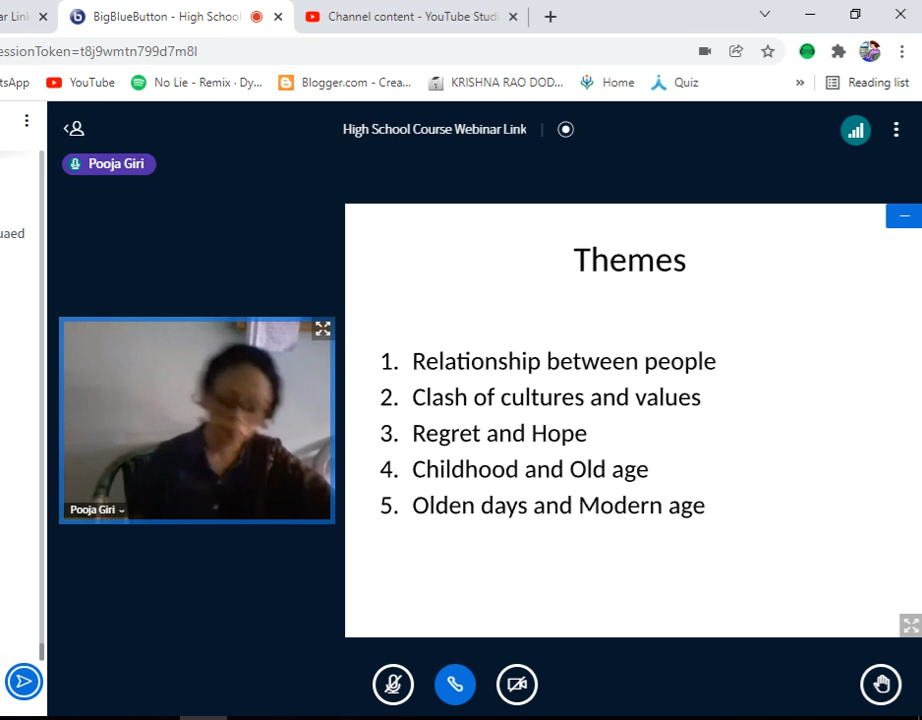 ar Link
BigBlueButton - High School
Channel content - YouTube Studi
essionToken=t8j9wmtn799d7m8l
tsApp
YouTube
No Lie - Remix · Dy...
Blogger.com - Crea...
KRISHNA RAO DOD...
Home
Quiz
»
Reading list
High School Course Webinar Link
Pooja Giri
uaed
Themes
1. Relationship between people
2. Clash of cultures and values
3. Regret and Hope
4. Childhood and Old age
5. Olden days and Modern age
Pooja Giri